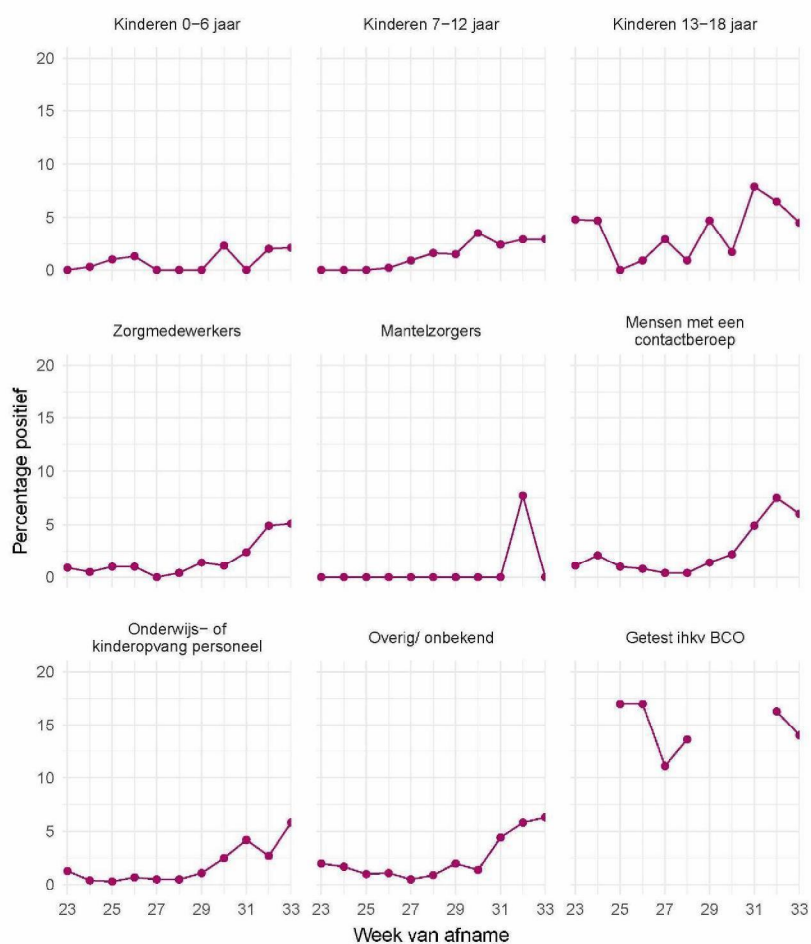 Kinderen 0−6 jaar
Kinderen 7−12 jaar
Kinderen 13−18 jaar
20
15
10
5
0
Zorgmedewerkers
Mantelzorgers
Mensen met een
contactberoep
20
15
10
5
0
Percentage positief
Onderwijs− of
kinderopvang personeel
Overig/ onbekend
Getest ihkv BCO
20
15
10
5
0
23 25 27 29 31 33
23 25 27 29 31 33
23 25 27 29 31 33
Week van afname